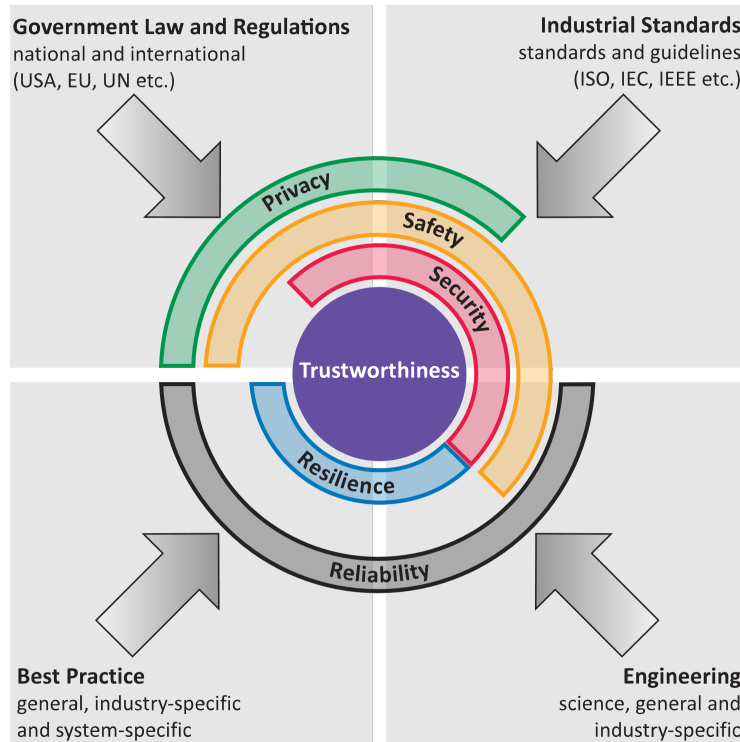 Government Law and Regulations
national and international
(USA, EU, UN etc.)
Industrial Standards
standards and guidelines
(ISO, IEC, IEEE etc.)
Privacy
Safety
Security
Trustworthiness
Resilience
Reliability
Best Practice
general, industry-specific
and system-specific
Engineering
science, general and
industry-specific